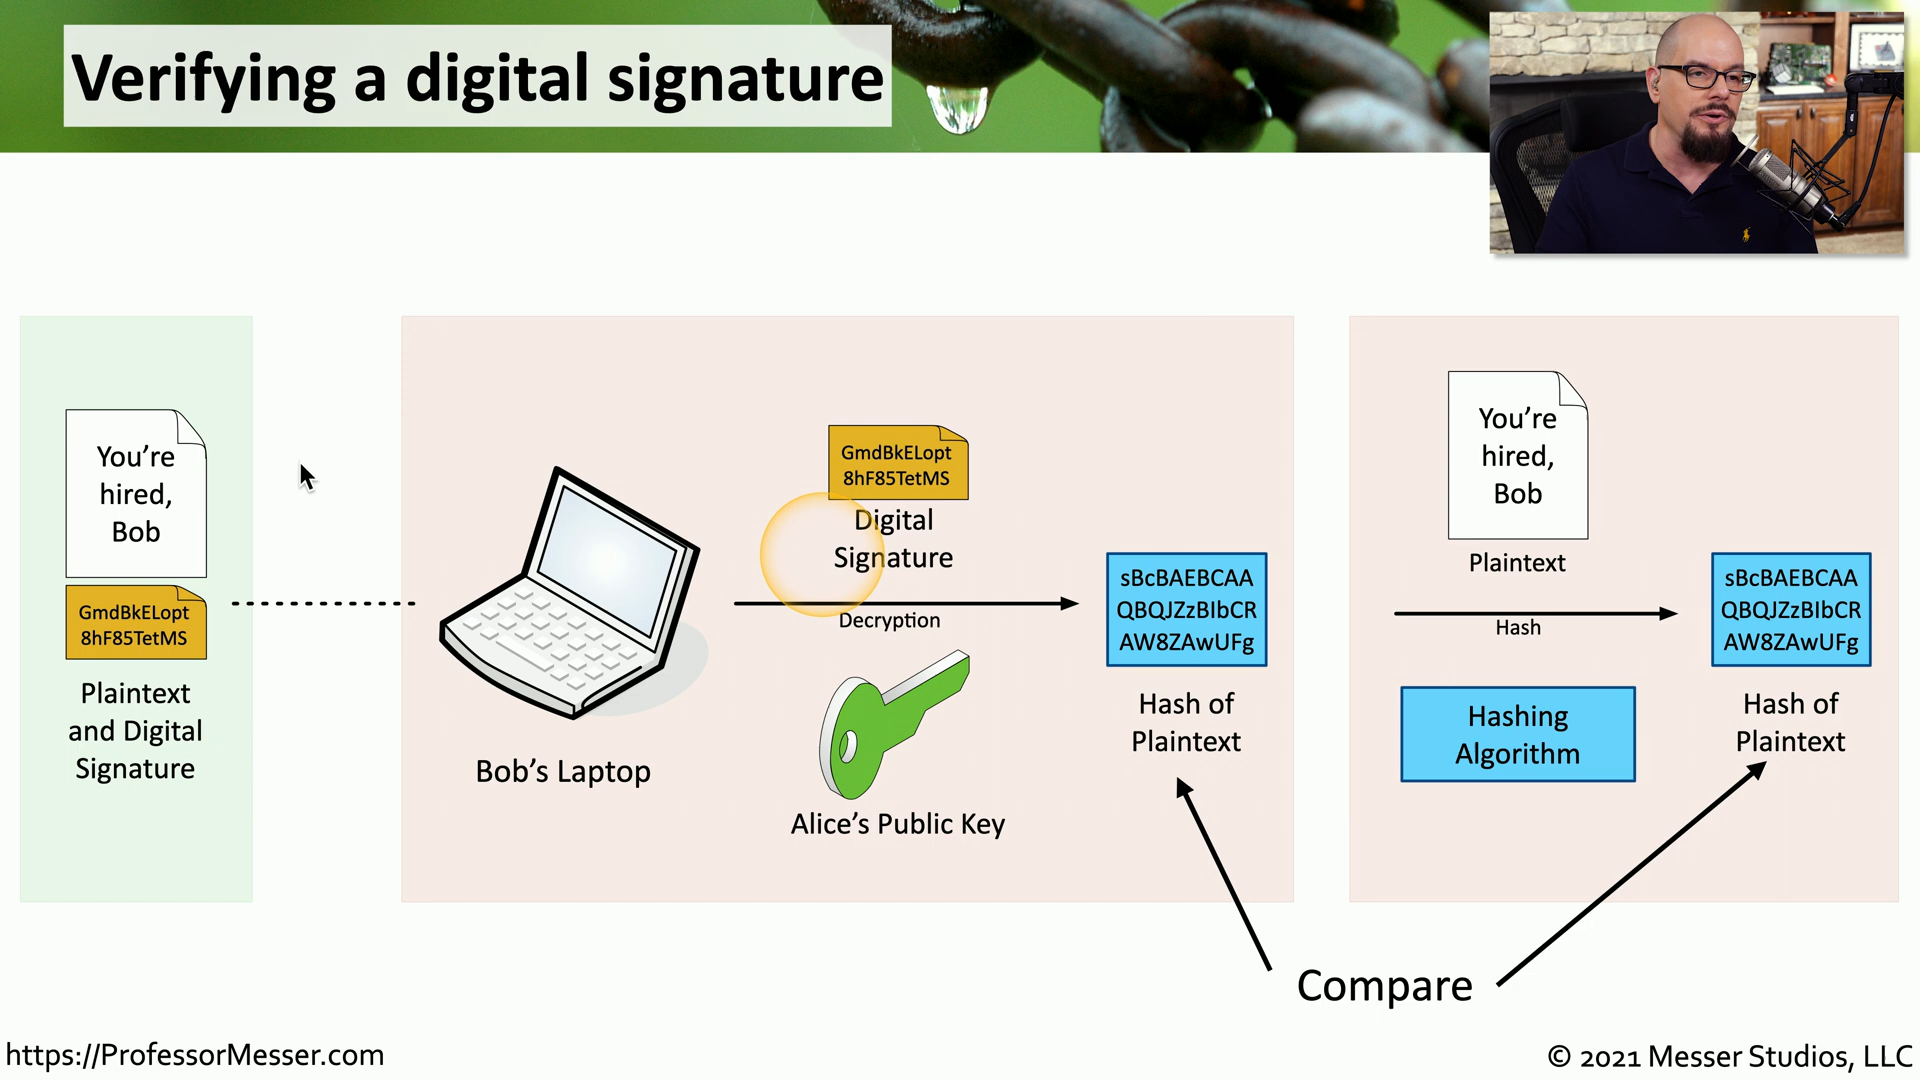 Verifying a digital signature
You're
hired,
Bob
GmdBkELopt
8hF85TetMS
Plaintext
and Digital
Signature
Bob's Laptop
GmdBkELopt
8hF85TetMS
Digital
Signature
Decryption
Alice's Public Key
sBcBAEBCAA
QBQJZzBIbCR
AW8ZAwUFg
Hash of
Plaintext
You're
hired,
Bob
Plaintext
Hash
Hashing
Algorithm
sBcBAEBCAA
QBQJZzBIbCR
AW8ZAwUFg
Hash of
Plaintext
Compare
https://ProfessorMesser.com
© 2021 Messer Studios, LLC